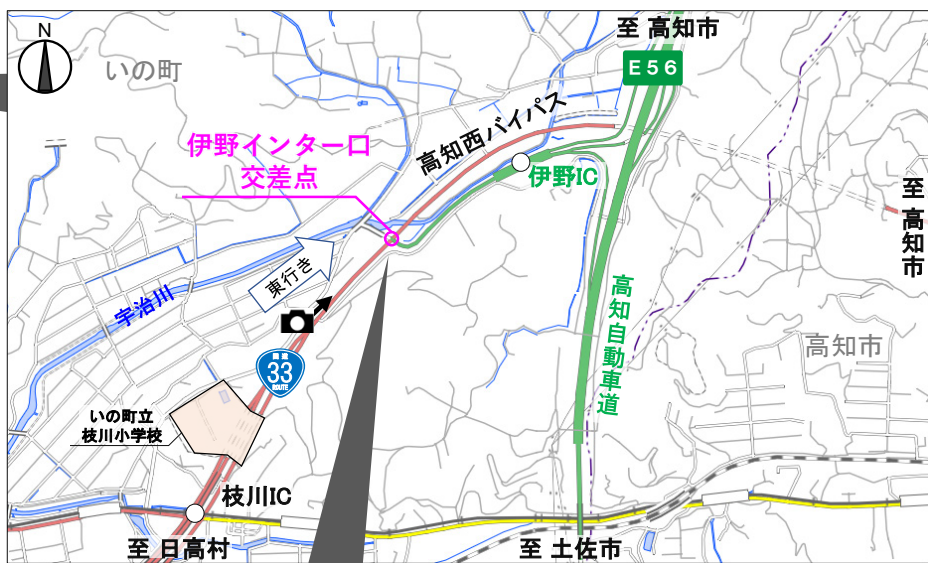 N
いの町
至 高知市
E56
伊野インター口
交差点
高知西バイパス
伊野IC
至 高知市
東行き
宇治川
高知自動車道
国道
33
ROUTE
高知市
いの町立
枝川小学校
枝川IC
至 日高村
至 土佐市